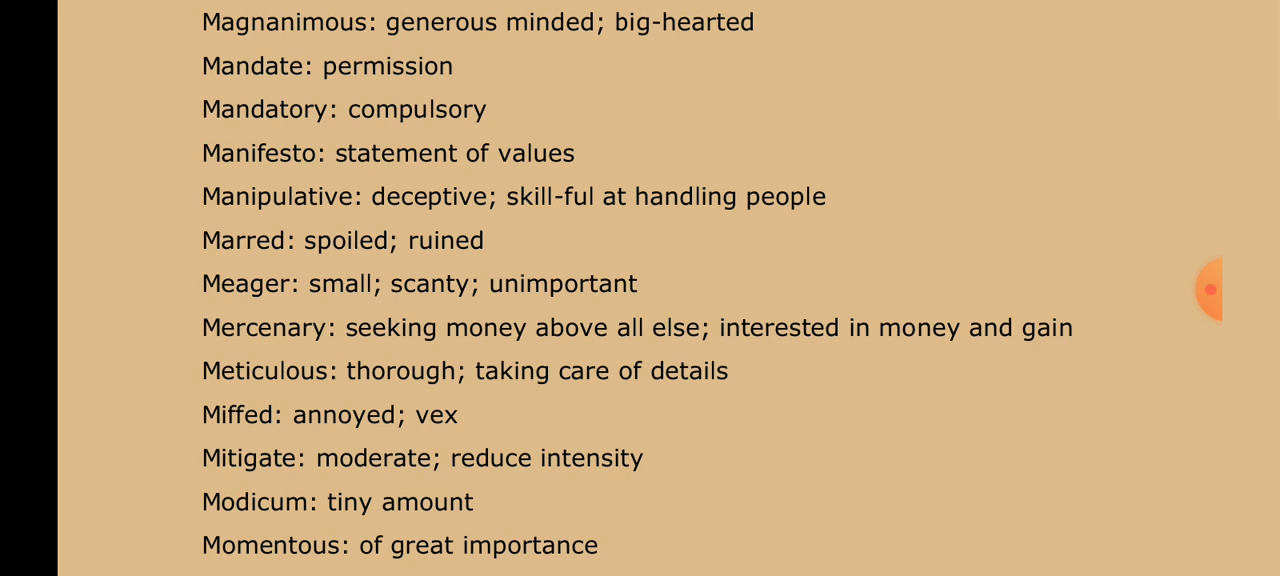 Magnanimous: generous minded; big-hearted
Mandate: permission
Mandatory: compulsory
Manifesto: statement of values
Manipulative: deceptive; skill-ful at handling people
Marred: spoiled; ruined
Meager: small; scanty; unimportant
Mercenary: seeking money above all else; interested in money and gain
Meticulous: thorough; taking care of details
Miffed: annoyed; vex
Mitigate: moderate; reduce intensity
Modicum: tiny amount
Momentous: of great importance